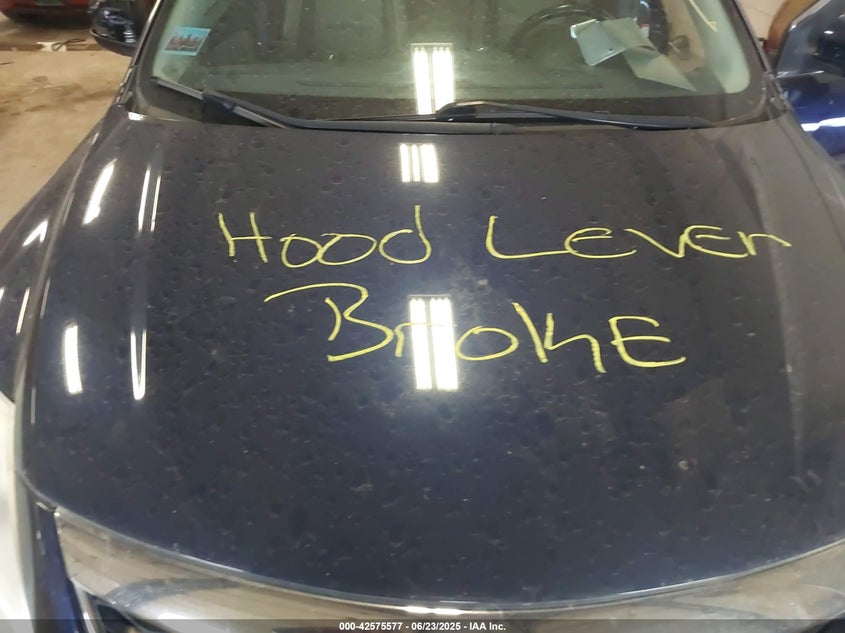 Hood Lever
BroKE
000-42575577 - 06/23/2025 - IAA Inc.